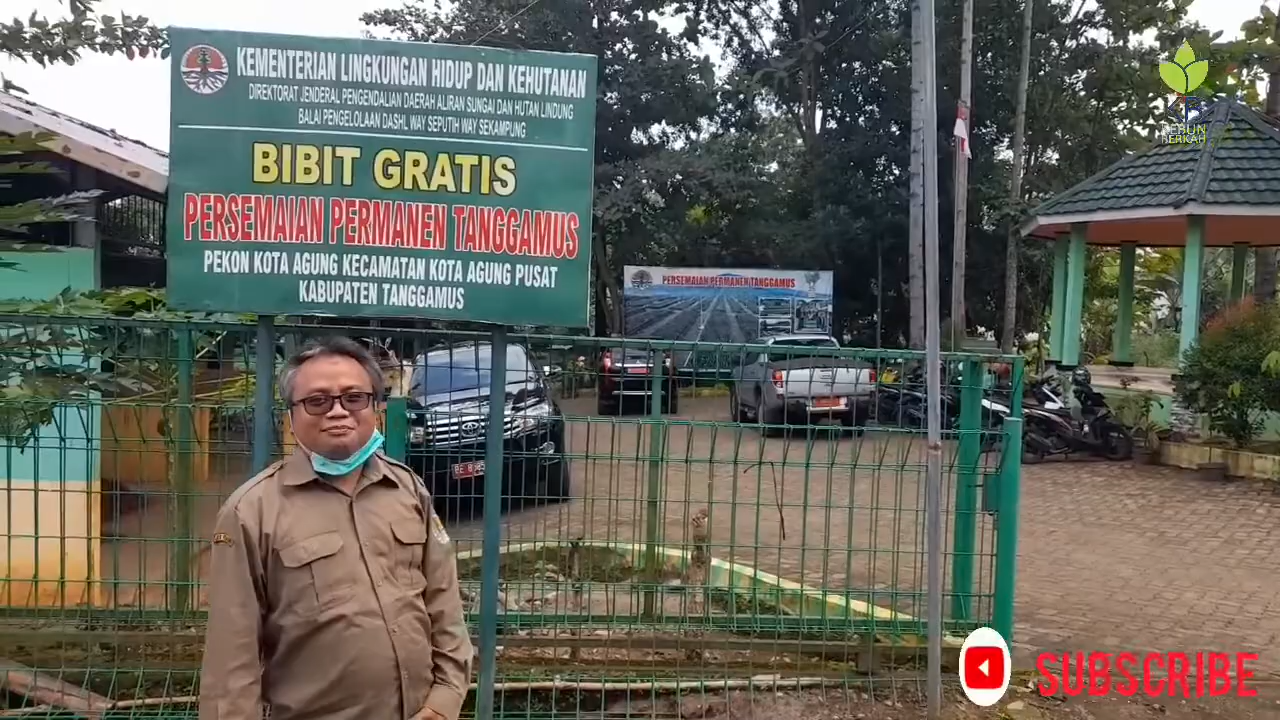 KEMENTERIAN LINGKUNGAN HIDUP DAN KEHUTANAN
DIREKTORAT JENDERAL PENGENDALIAN DAERAH ALIRAN SUNGAI DAN HUTAN LINDUNG
BALAI PENGELOLAAN DASHL WAY SEPUTIH WAY SEKAMPUNG
BIBIT GRATIS
PERSEMAIAN PERMANEN TANGGAMUS
PEKON KOTA AGUNG KECAMATAN KOTA AGUNG PUSAT
KABUPATEN TANGGAMUS
KEBUN
BERKAH
PERSEMAIAN PERMANEN TANGGAMUS
SUBSCRIBE